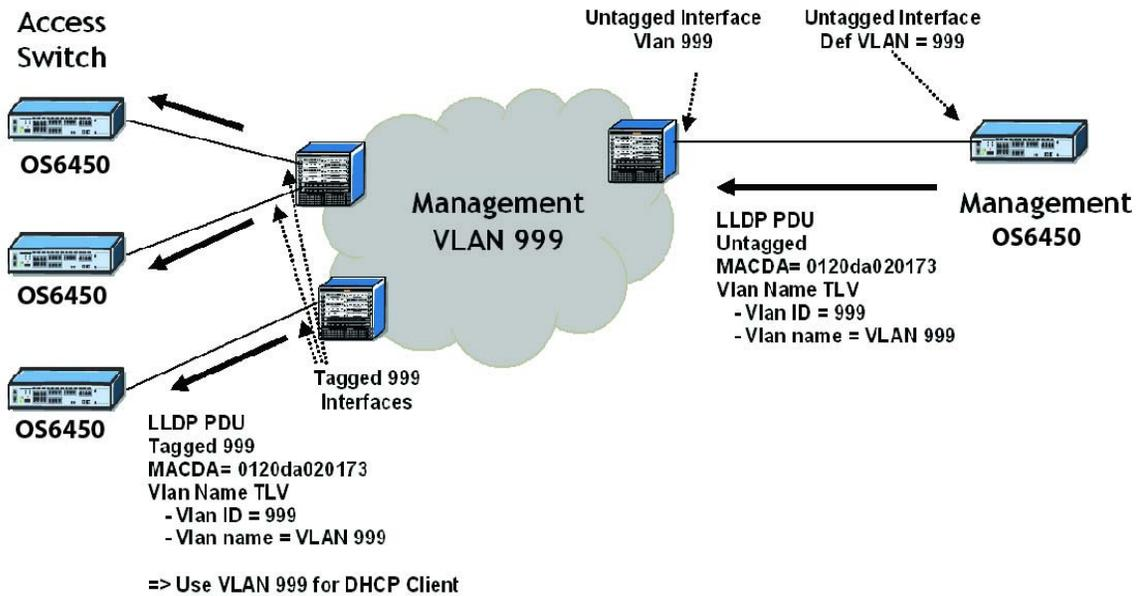 Access
Switch
OS6450
OS6450
OS6450
Untagged Interface
Vlan 999
Untagged Interface
Def VLAN = 999
Management
VLAN 999
Management
OS6450
LLDP PDU
Untagged
MACDA= 0120da020173
Vlan Name TLV
- Vlan ID = 999
- Vlan name = VLAN 999
Tagged 999
Interfaces
LLDP PDU
Tagged 999
MACDA= 0120da020173
Vlan Name TLV
- Vlan ID = 999
- Vlan name = VLAN 999
=> Use VLAN 999 for DHCP Client